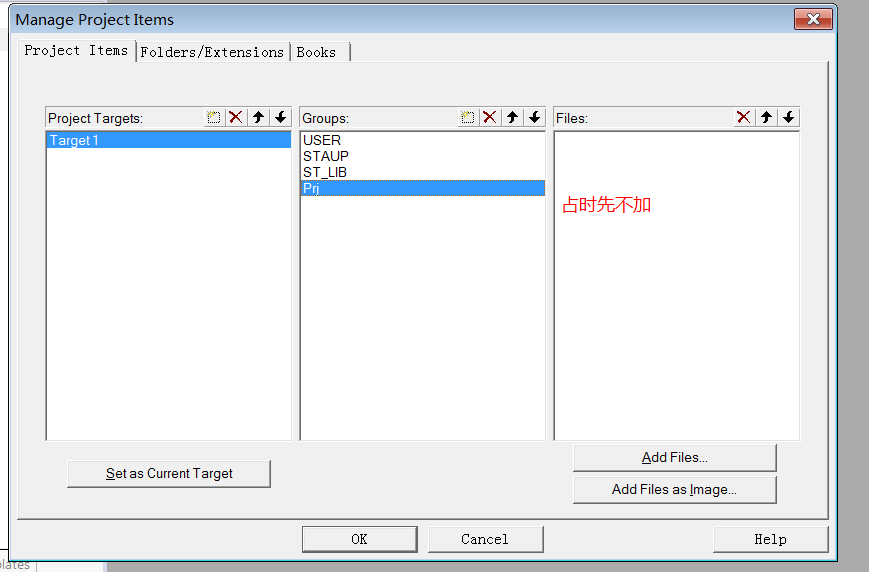 Manage Project Items
Project Items Folders/Extensions Books
Project Targets: Groups: Files:
Target 1 USER
STAUP
ST_LIB
Prj
占时先不加
Add Files...
Set as Current Target
Add Files as Image...
OK Cancel Help
lates